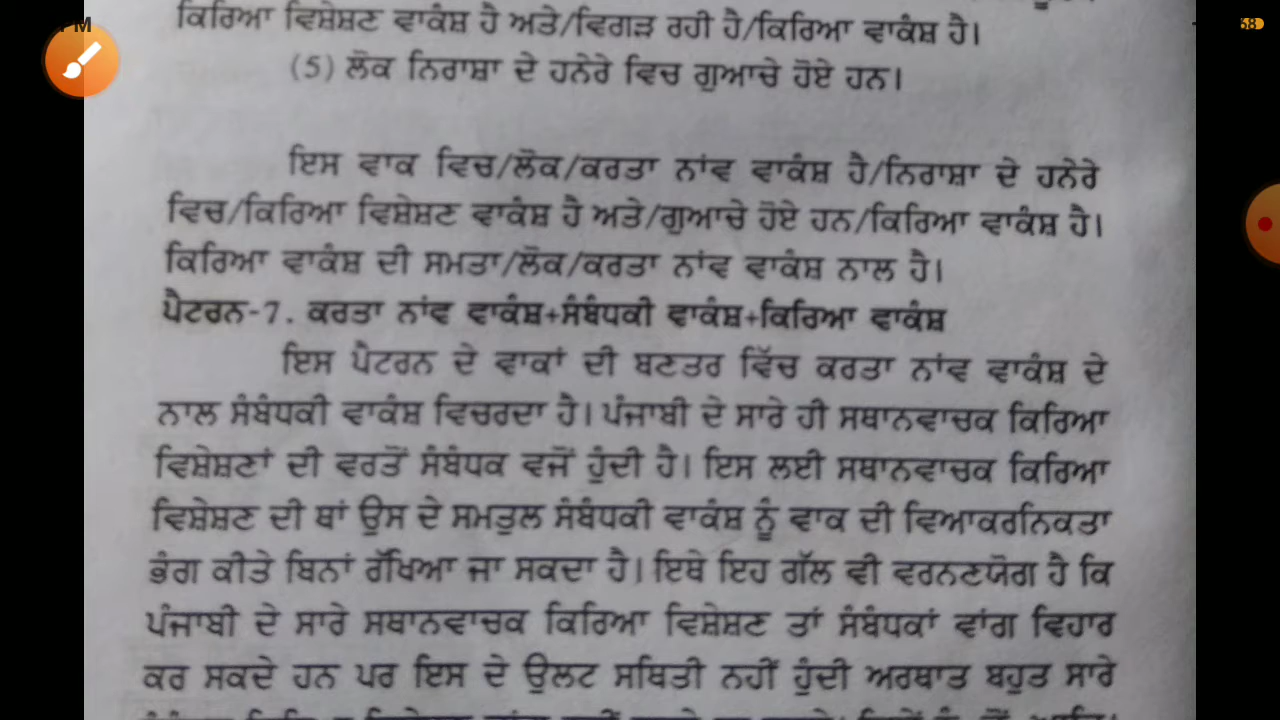 ਕਿਰਿਆ ਵਿਸ਼ੇਸ਼ਣ ਵਾਕੰਸ਼ ਹੈ ਅਤੇ/ਵਿਗੜ ਰਹੀ ਹੈ/ਕਿਰਿਆ ਵਾਕੰਸ਼ ਹੈ।
(5) ਲੋਕ ਨਿਰਾਸ਼ਾ ਦੇ ਹਨੇਰੇ ਵਿਚ ਗੁਆਚੇ ਹੋਏ ਹਨ।
ਇਸ ਵਾਕ ਵਿਚ/ਲੋਕ/ਕਰਤਾ ਨਾਂਵ ਵਾਕੰਸ਼ ਹੈ/ਨਿਰਾਸ਼ਾ ਦੇ ਹਨੇਰੇ
ਵਿਚ/ਕਿਰਿਆ ਵਿਸ਼ੇਸ਼ਣ ਵਾਕੰਸ਼ ਹੈ ਅਤੇ/ਗੁਆਚੇ ਹੋਏ ਹਨ/ਕਿਰਿਆ ਵਾਕੰਸ਼ ਹੈ।
ਕਿਰਿਆ ਵਾਕੰਸ਼ ਦੀ ਸਮਤਾ/ਲੋਕ/ਕਰਤਾ ਨਾਂਵ ਵਾਕੰਸ਼ ਨਾਲ ਹੈ।
ਪੈਟਰਨ-7. ਕਰਤਾ ਨਾਂਵ ਵਾਕੰਸ਼+ਸੰਬੰਧਕੀ ਵਾਕੰਸ਼+ਕਿਰਿਆ ਵਾਕੰਸ਼
ਇਸ ਪੈਟਰਨ ਦੇ ਵਾਕਾਂ ਦੀ ਬਣਤਰ ਵਿੱਚ ਕਰਤਾ ਨਾਂਵ ਵਾਕੰਸ਼ ਦੇ
ਨਾਲ ਸੰਬੰਧਕੀ ਵਾਕੰਸ਼ ਵਿਚਰਦਾ ਹੈ। ਪੰਜਾਬੀ ਦੇ ਸਾਰੇ ਹੀ ਸਥਾਨਵਾਚਕ ਕਿਰਿਆ
ਵਿਸ਼ੇਸ਼ਣਾਂ ਦੀ ਵਰਤੋਂ ਸੰਬੰਧਕ ਵਜੋਂ ਹੁੰਦੀ ਹੈ। ਇਸ ਲਈ ਸਥਾਨਵਾਚਕ ਕਿਰਿਆ
ਵਿਸ਼ੇਸ਼ਣ ਦੀ ਥਾਂ ਉਸ ਦੇ ਸਮਤੁਲ ਸੰਬੰਧਕੀ ਵਾਕੰਸ਼ ਨੂੰ ਵਾਕ ਦੀ ਵਿਆਕਰਨਿਕਤਾ
ਭੰਗ ਕੀਤੇ ਬਿਨਾਂ ਰੱਖਿਆ ਜਾ ਸਕਦਾ ਹੈ। ਇਥੇ ਇਹ ਗੱਲ ਵੀ ਵਰਨਣਯੋਗ ਹੈ ਕਿ
ਪੰਜਾਬੀ ਦੇ ਸਾਰੇ ਸਥਾਨਵਾਚਕ ਕਿਰਿਆ ਵਿਸ਼ੇਸ਼ਣ ਤਾਂ ਸੰਬੰਧਕਾਂ ਵਾਂਗ ਵਿਹਾਰ
ਕਰ ਸਕਦੇ ਹਨ ਪਰ ਇਸ ਦੇ ਉਲਟ ਸਥਿਤੀ ਨਹੀਂ ਹੁੰਦੀ ਅਰਥਾਤ ਬਹੁਤ ਸਾਰੇ